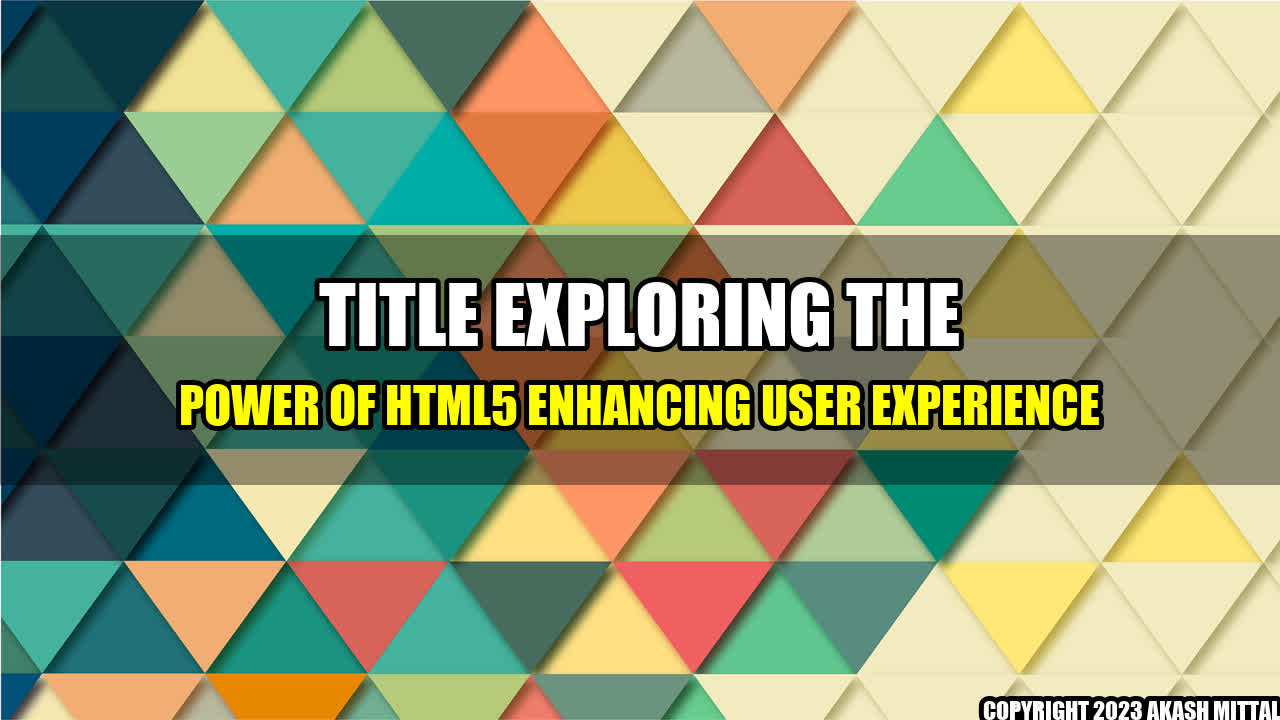 TITLE EXPLORING THE
POWER OF HTML5 ENHANCING USER EXPERIENCE
COPYRIGHT 2023 AKASH MITTAL